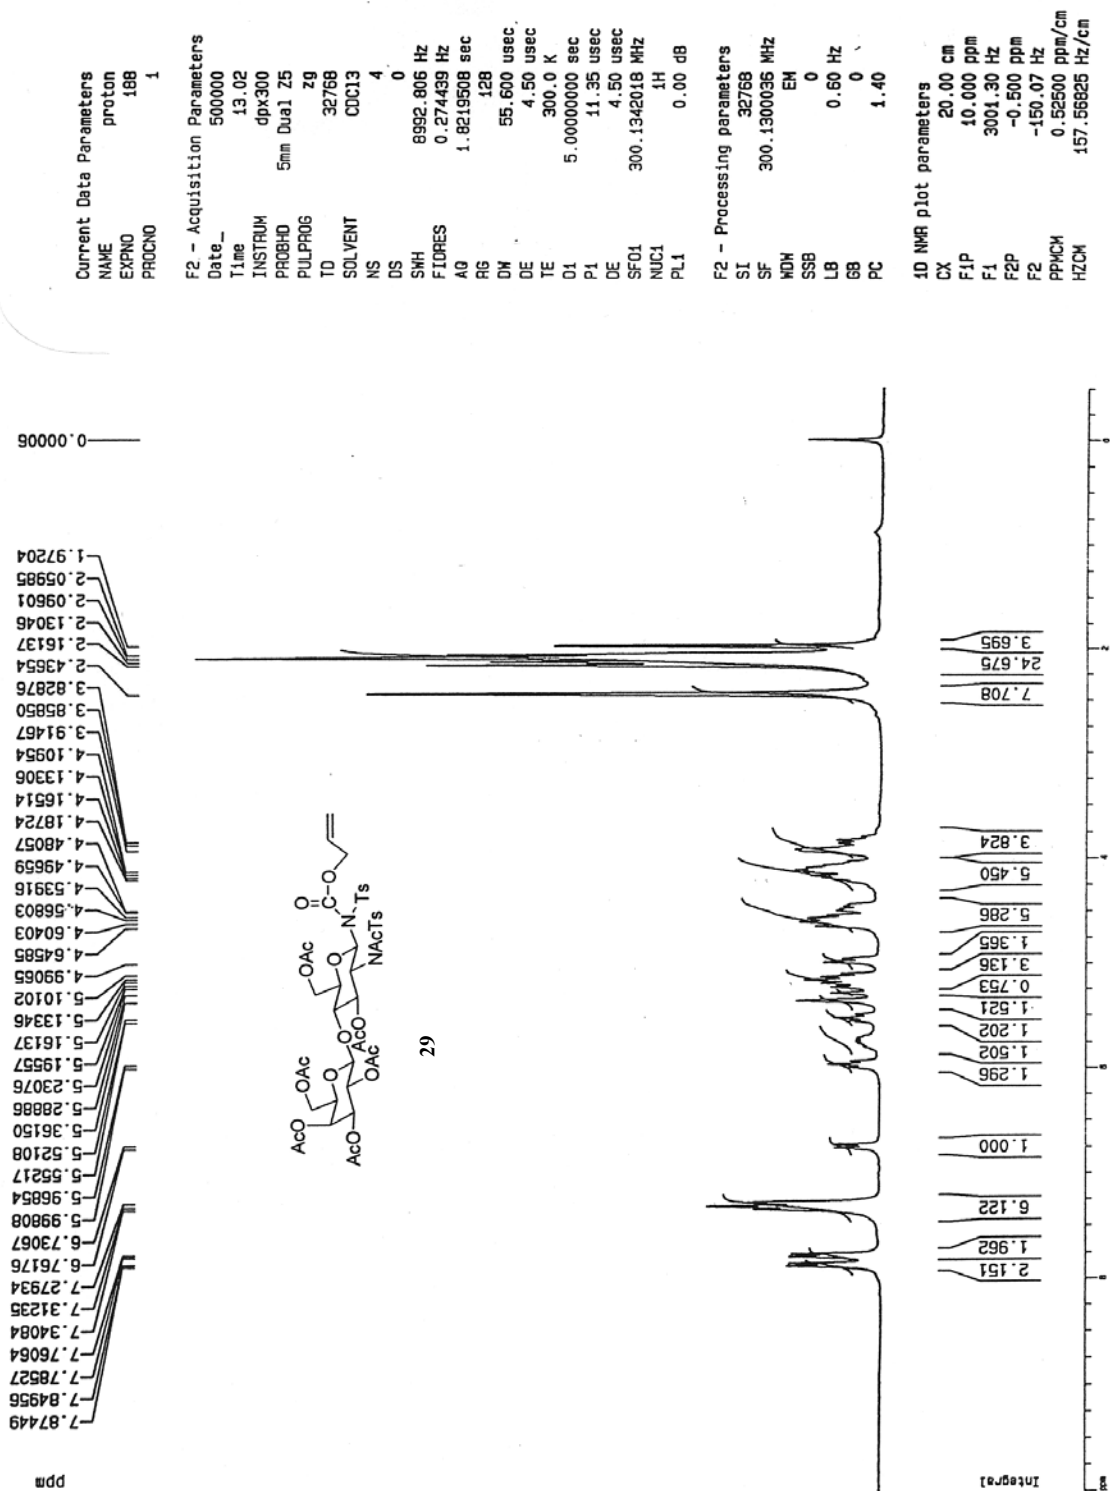 Current Data Parameters
NAME proton
EXPNO 188
PROCNO 1
F2 - Acquisition Parameters
Date_ 500000
Time 13.02
INSTRUM dpx300
PROBHD 5mm Dual Z5
PULPROG zg
TD 32768
SOLVENT CDCl3
NS 4
DS 0
SWH 8992.806 Hz
FIDRES 0.274439 Hz
AQ 1.8219508 sec
RG 128
DW 55.600 usec
DE 4.50 usec
TE 300.0 K
D1 5.00000000 sec
P1 11.35 usec
DE 4.50 usec
SFO1 300.1342018 MHz
NUC1 1H
PL1 0.00 dB
F2 - Processing parameters
SI 32768
SF 300.1300036 MHz
WDW EM
SSB 0
LB 0.60 Hz
GB 0
PC 1.40
1D NMR plot parameters
CX 20.00 cm
F1P 10.000 ppm
F1 3001.30 Hz
F2P -0.500 ppm
F2 -150.07 Hz
PPMCM 0.52500 ppm/cm
HZCM 157.56825 Hz/cm
ppm
7.87449
7.84956
7.78527
7.76064
7.34084
7.31235
7.27934
6.76176
6.73067
5.99808
5.96854
5.55217
5.52108
5.36150
5.28886
5.23076
5.19557
5.16137
5.13346
5.10102
4.99065
4.64585
4.60403
4.56803
4.53916
4.49659
4.48057
4.18724
4.16514
4.13306
4.10954
3.91467
3.85850
3.82876
2.43654
2.16137
2.13046
2.09601
2.05985
1.97204
0.00006
AcO
OAc
O
AcO
OAc
O
OAc
O
AcO
NAcTs
N
Ts
O
C
O
29
Integral
2.151
1.962
6.122
1.000
1.296
1.502
1.202
1.521
0.753
3.136
1.365
5.286
5.450
3.824
7.708
24.675
3.695
ppm
8
6
4
2
0